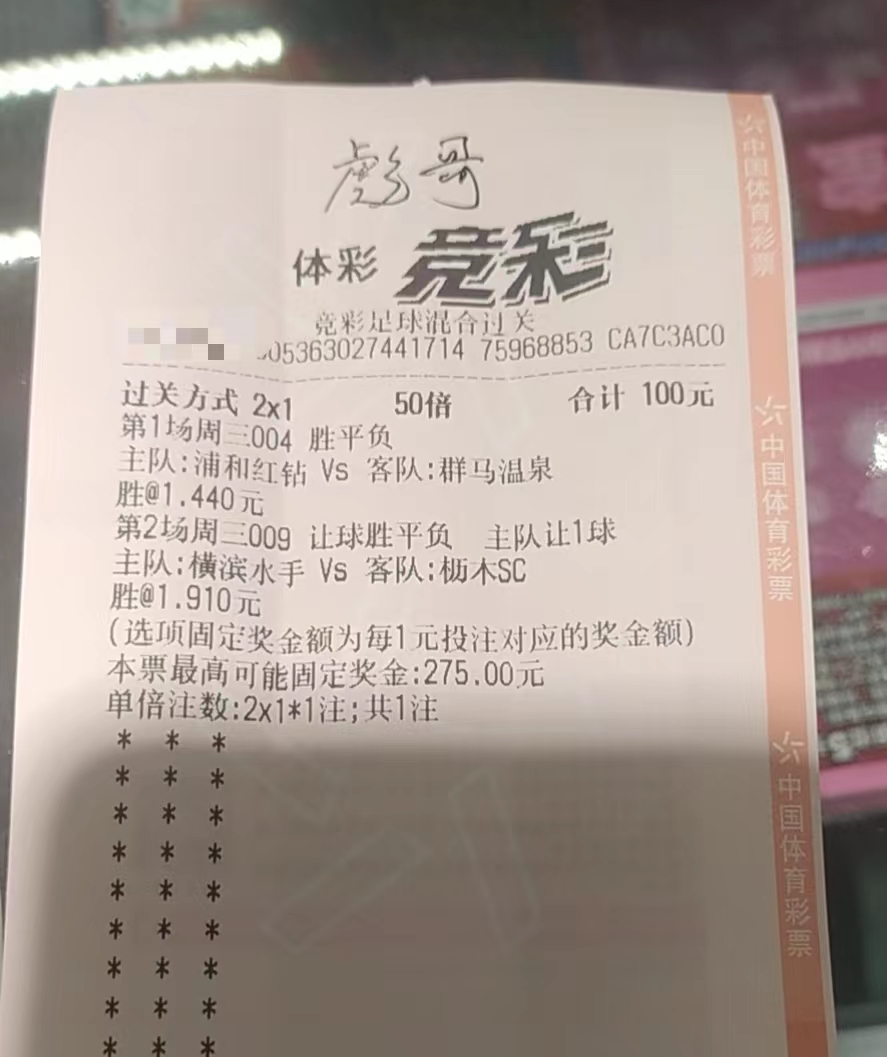 彪哥
体彩 竞彩
竞彩足球混合过关
05363027441714 75968853 CA7C3AC0
过关方式 2x1 50倍 合计 100元
第1场周三004 胜平负
主队:浦和红钻 Vs 客队:群马温泉
胜@1.440元
第2场周三009 让球胜平负 主队让1球
主队:横滨水手 Vs 客队:枥木SC
胜@1.910元
(选项固定奖金额为每1元投注对应的奖金额)
本票最高可能固定奖金:275.00元
单倍注数:2x1*1注;共1注
* * *
* * *
* * *
* * *
* * *
* * *
* * *
* * *
* * *
中国体育彩票
中国体育彩票
中国体育彩票